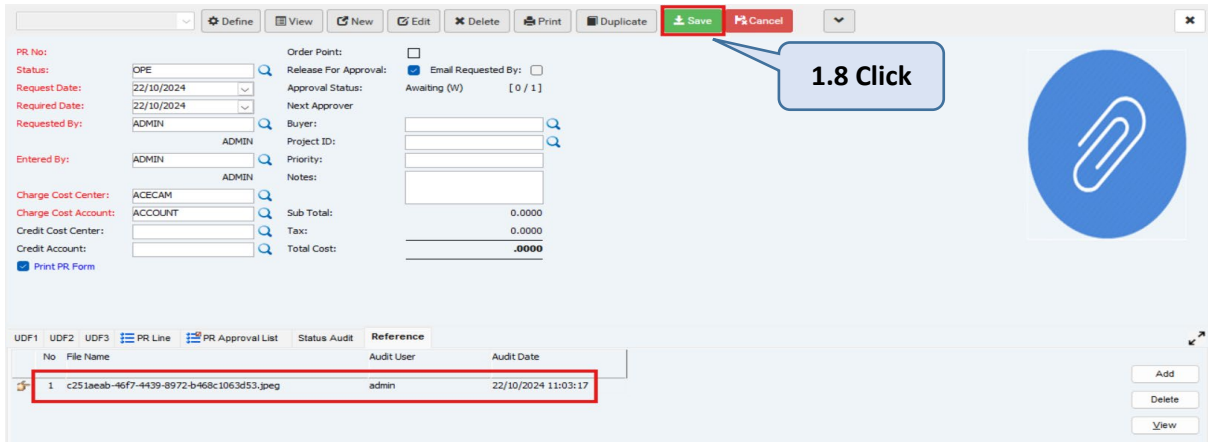 Define View New Edit Delete Print Duplicate Save Cancel
1.8 Click
PR No: Order Point:
Status: OPE Release For Approval: Email Requested By:
Request Date: 22/10/2024 Approval Status: Awaiting (W) [ 0 / 1 ]
Required Date: 22/10/2024 Next Approver
Requested By: ADMIN Buyer:
ADMIN Project ID:
Entered By: ADMIN Priority:
ADMIN Notes:
Charge Cost Center: ACECAM
Charge Cost Account: ACCOUNT Sub Total: 0.0000
Credit Cost Center: Tax: 0.0000
Credit Account: Total Cost: .0000
Print PR Form
UDF1 UDF2 UDF3 PR Line PR Approval List Status Audit Reference
No File Name Audit User Audit Date
1 c251aeab-46f7-4439-8972-b468c1063d53.jpeg admin 22/10/2024 11:03:17
Add
Delete
View